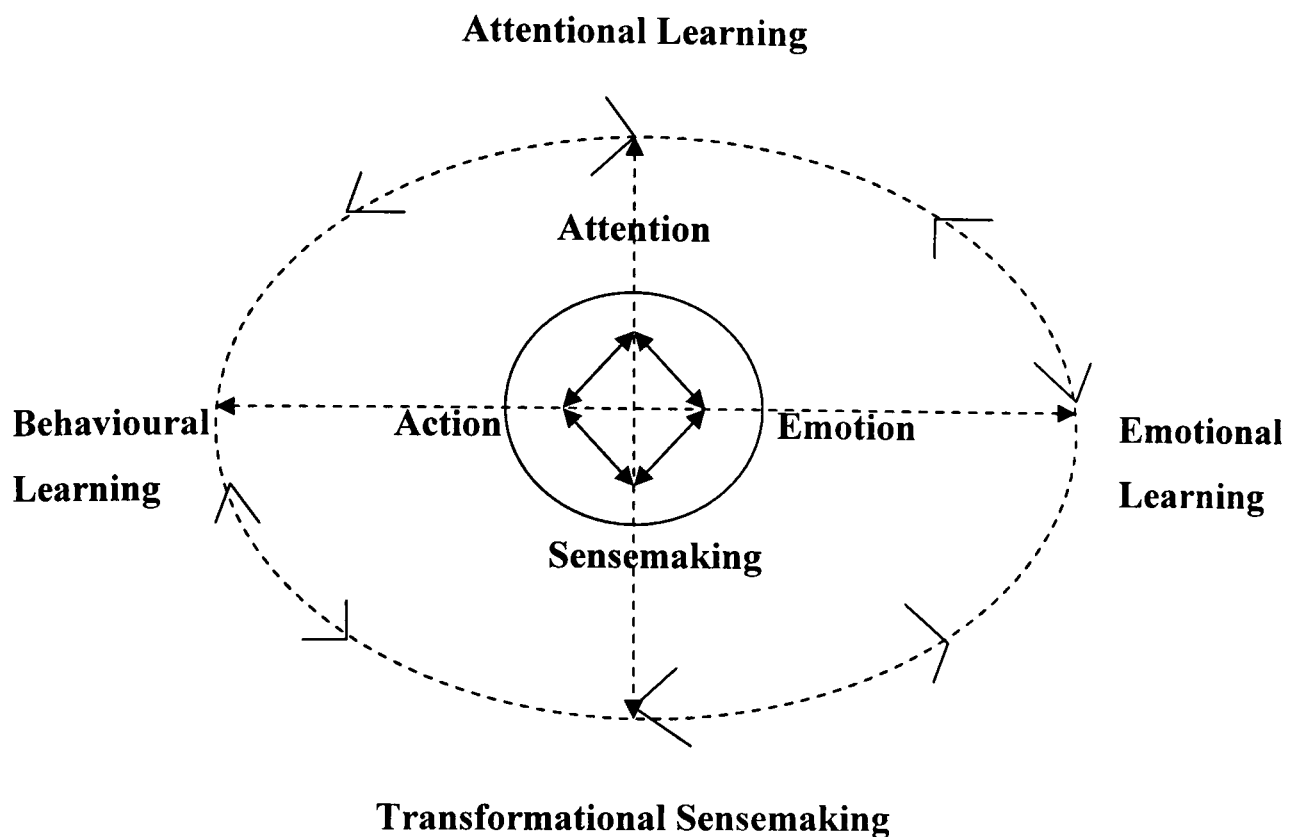 Attentional Learning
Attention
Behavioural
Learning
Action
Emotion
Emotional
Learning
Sensemaking
Transformational Sensemaking